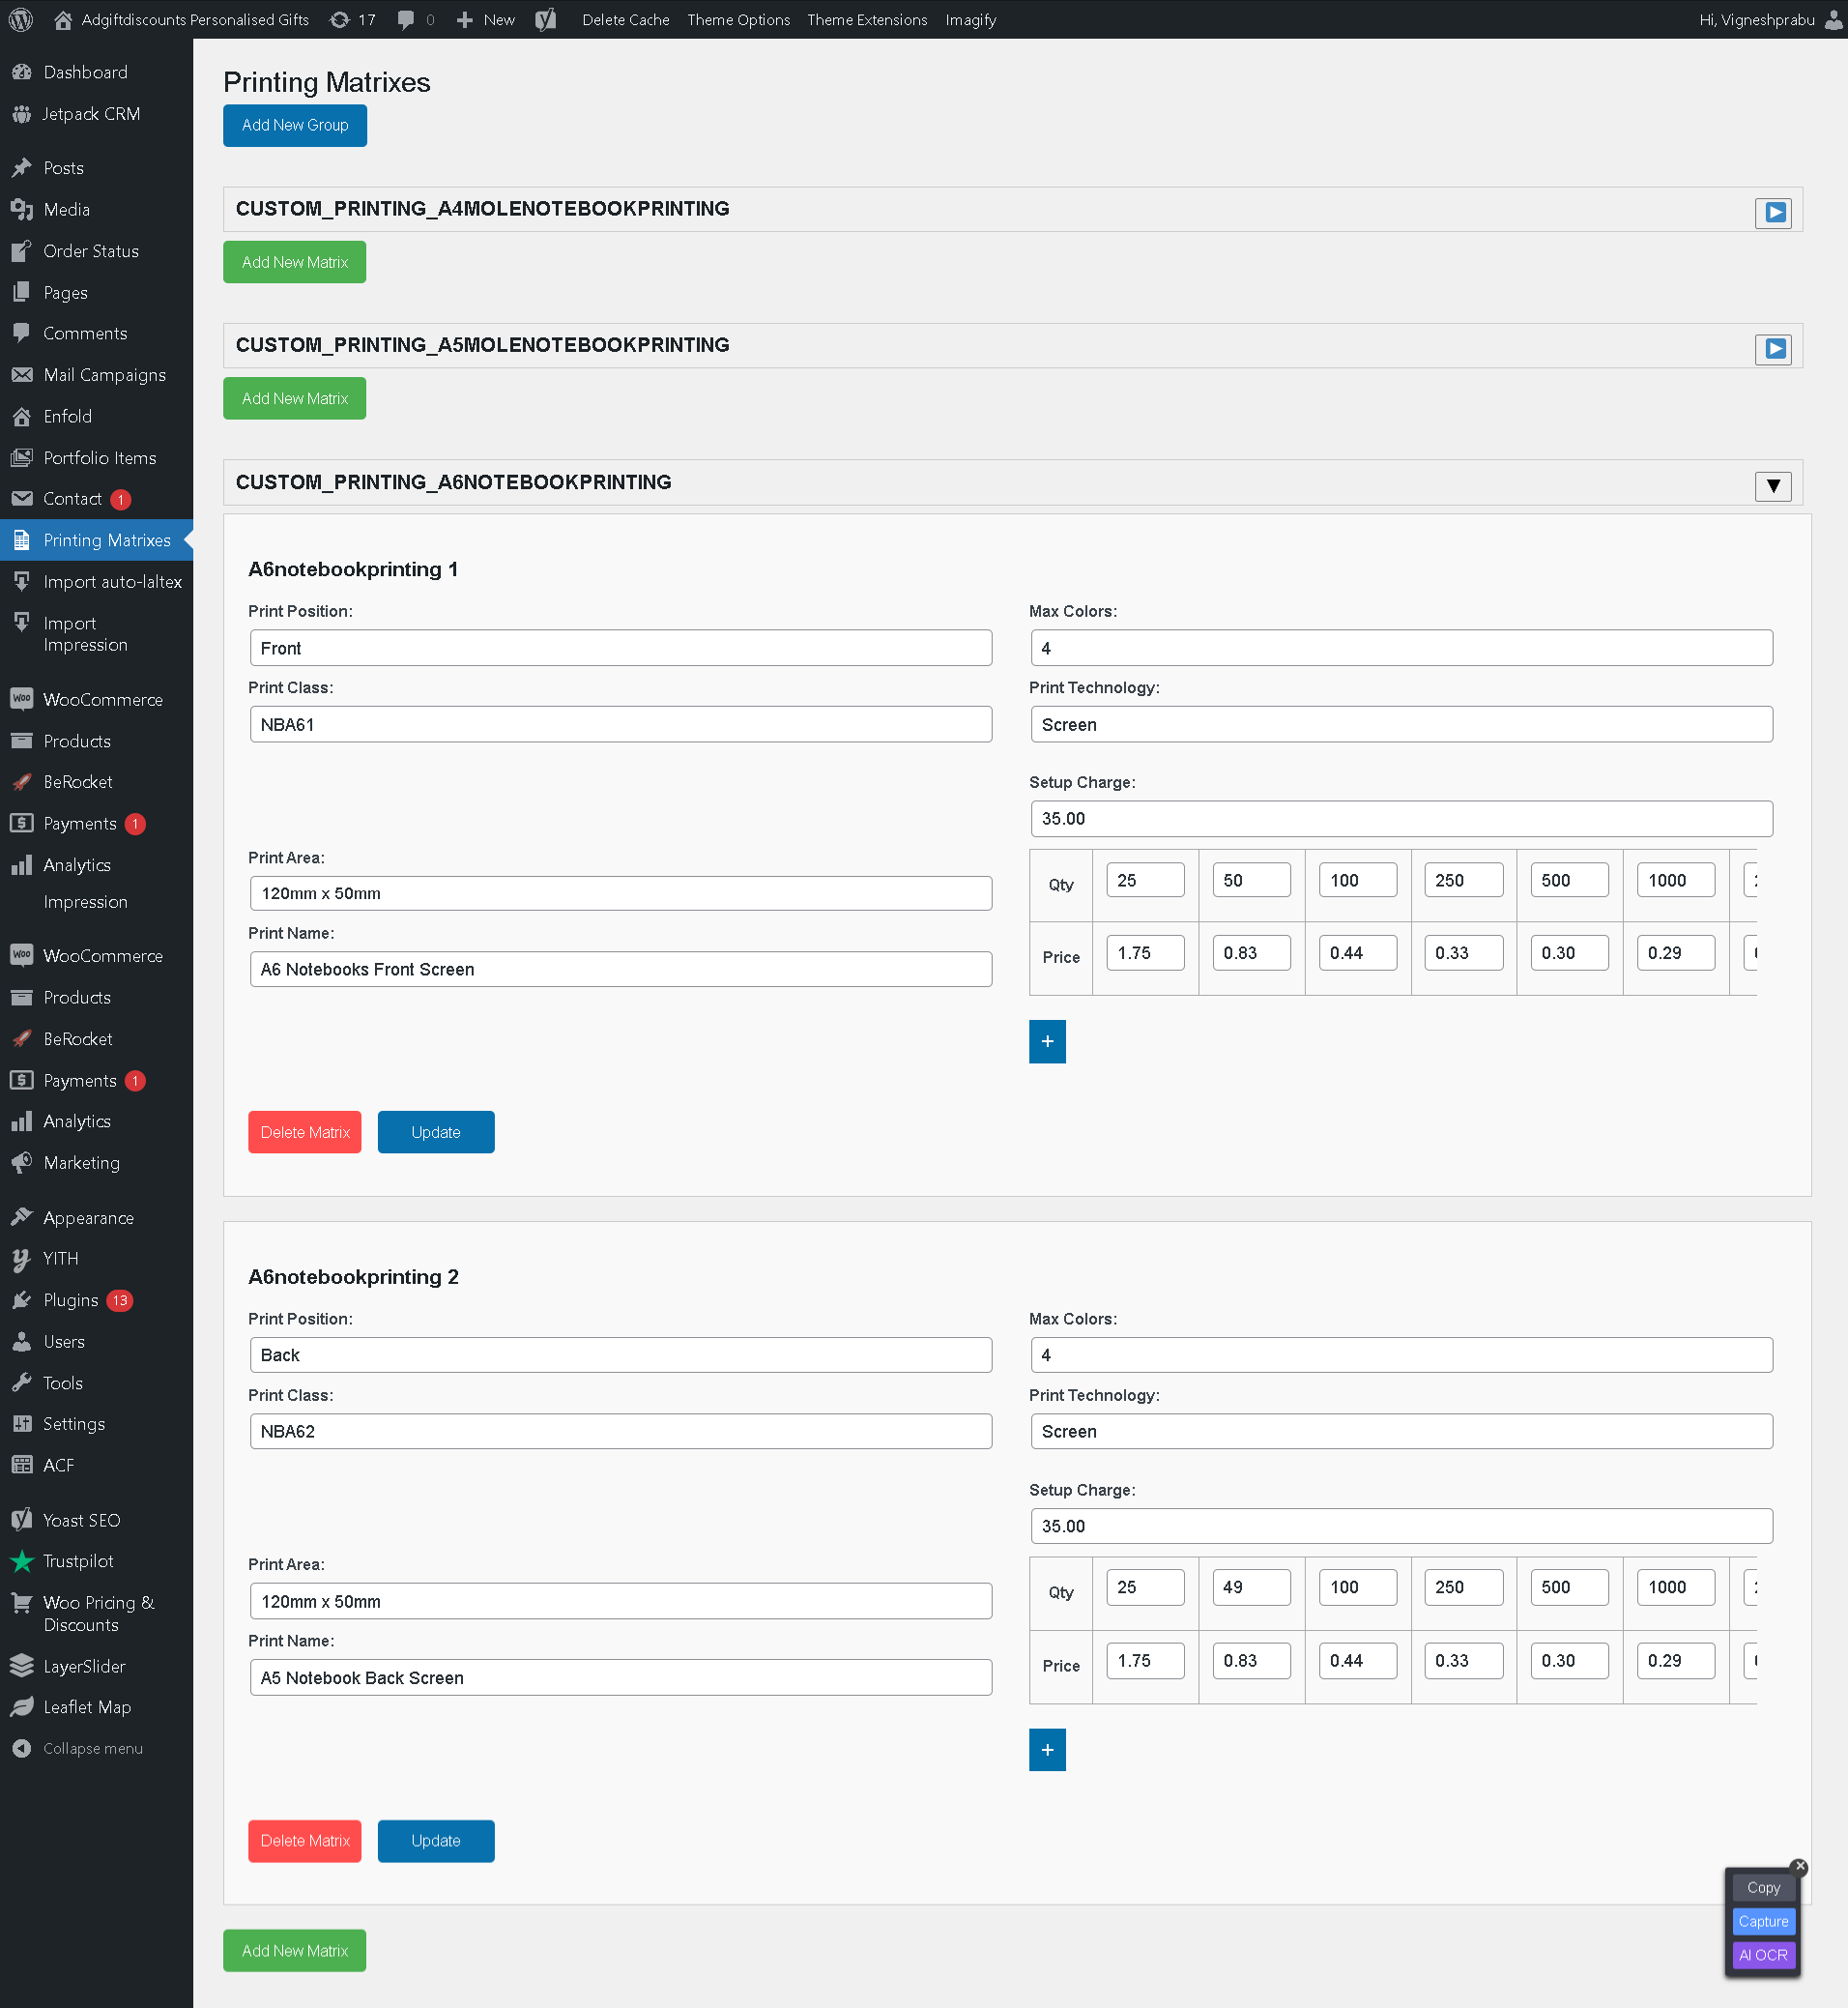 Adgiftdiscounts Personalised Gifts 17 0 New Delete Cache Theme Options Theme Extensions Imagify Hi, Vigneshprabu
Dashboard
Jetpack CRM
Posts
Media
Order Status
Pages
Comments
Mail Campaigns
Enfold
Portfolio Items
Contact 1
Printing Matrixes
Import auto-laltex
Import
Impression
WooCommerce
Products
BeRocket
Payments 1
Analytics
Impression
WooCommerce
Products
BeRocket
Payments 1
Analytics
Marketing
Appearance
YITH
Plugins 13
Users
Tools
Settings
ACF
Yoast SEO
Trustpilot
Woo Pricing &
Discounts
LayerSlider
Leaflet Map
Collapse menu
Printing Matrixes
Add New Group
CUSTOM_PRINTING_A4MOLENOTEBOOKPRINTING
Add New Matrix
CUSTOM_PRINTING_A5MOLENOTEBOOKPRINTING
Add New Matrix
CUSTOM_PRINTING_A6NOTEBOOKPRINTING
A6notebookprinting 1
Print Position: Max Colors:
Front 4
Print Class: Print Technology:
NBA61 Screen
Setup Charge:
35.00
Print Area:
120mm x 50mm
Print Name:
A6 Notebooks Front Screen
Qty 25 50 100 250 500 1000
Price 1.75 0.83 0.44 0.33 0.30 0.29
+
Delete Matrix Update
A6notebookprinting 2
Print Position: Max Colors:
Back 4
Print Class: Print Technology:
NBA62 Screen
Setup Charge:
35.00
Print Area:
120mm x 50mm
Print Name:
A5 Notebook Back Screen
Qty 25 49 100 250 500 1000
Price 1.75 0.83 0.44 0.33 0.30 0.29
+
Delete Matrix Update
Add New Matrix
Copy
Capture
AI OCR